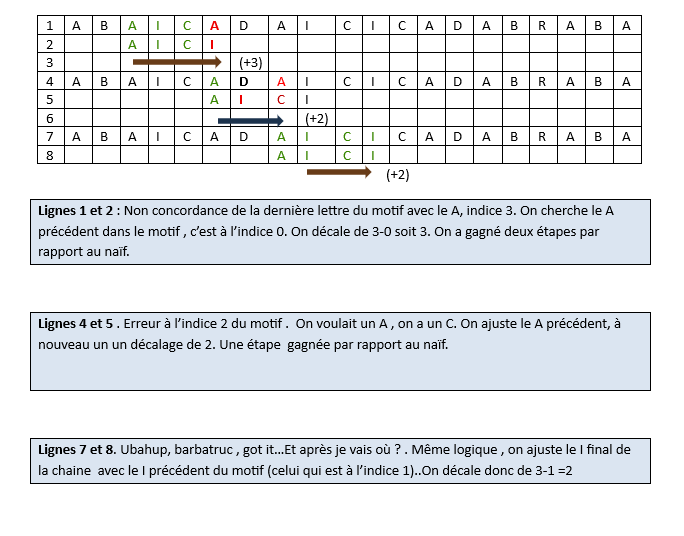 1 A B A I C A D A I C I C A D A B R A B A
2 A I C I
3 (+3)
4 A B A I C A D A I C I C A D A B R A B A
5 A I C I
6 (+2)
7 A B A I C A D A I C I C A D A B R A B A
8 A I C I
(+2)
Lignes 1 et 2 : Non concordance de la dernière lettre du motif avec le A, indice 3. On cherche le A
précédent dans le motif , c'est à l'indice 0. On décale de 3-0 soit 3. On a gagné deux étapes par
rapport au naïf.
Lignes 4 et 5 . Erreur à l'indice 2 du motif . On voulait un A , on a un C. On ajuste le A précédent, à
nouveau un un décalage de 2. Une étape gagnée par rapport au naïf.
Lignes 7 et 8. Ubahup, barbatruc , got it...Et après je vais où ? . Même logique , on ajuste le I final de
la chaine avec le I précédent du motif (celui qui est à l'indice 1)..On décale donc de 3-1 =2